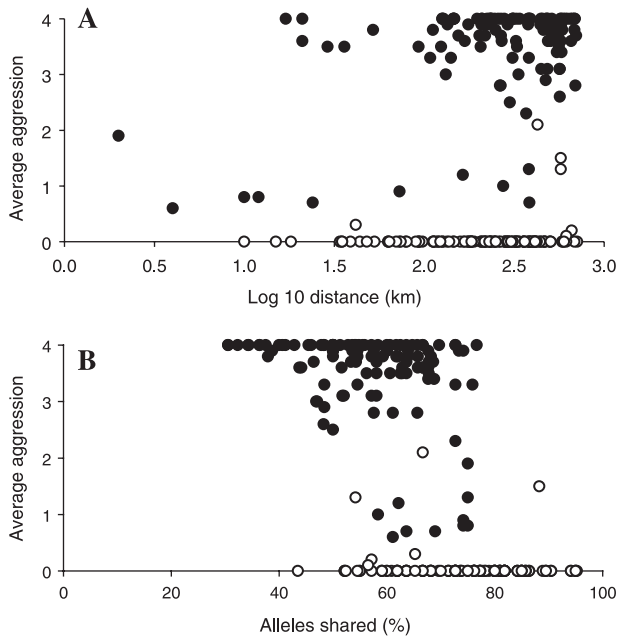 A
4
3
2
1
0
Average aggression
0.0 0.5 1.0 1.5 2.0 2.5 3.0
Log 10 distance (km)
B
4
3
2
1
0
Average aggression
0 20 40 60 80 100
Alleles shared (%)